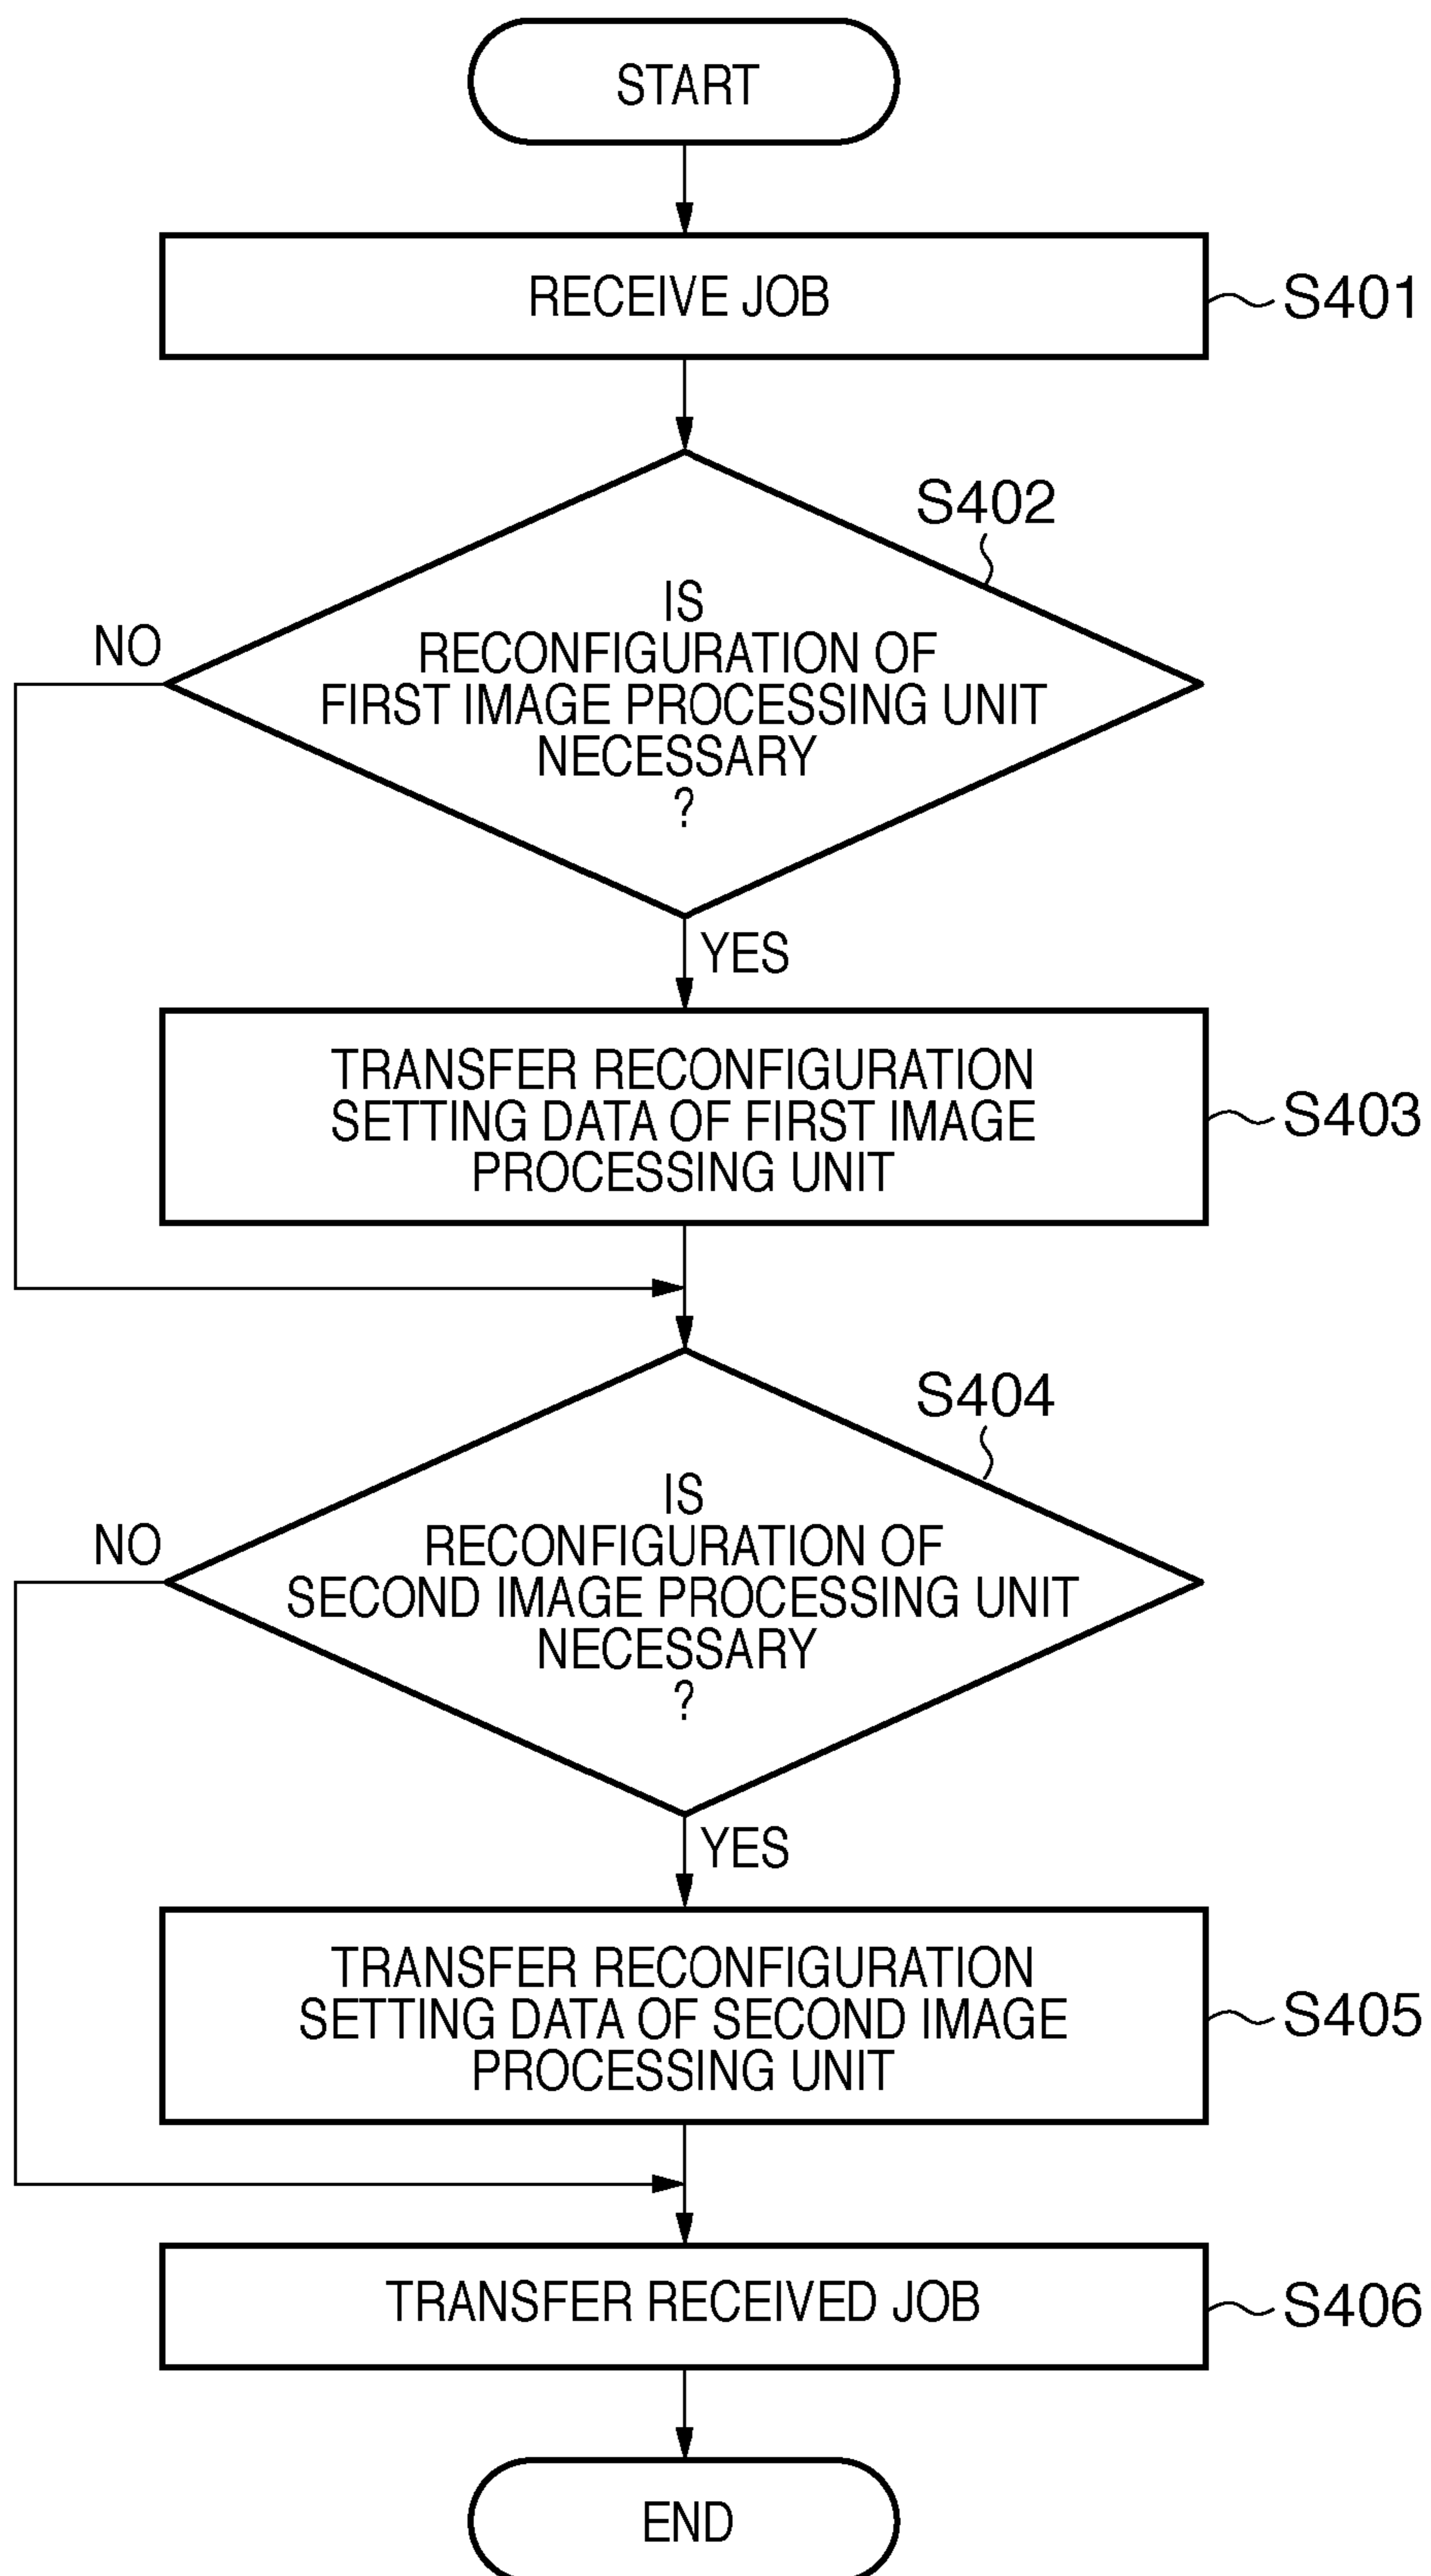 START
RECEIVE JOB
S401
S402
IS
RECONFIGURATION OF
FIRST IMAGE PROCESSING UNIT
NECESSARY
?
NO
YES
TRANSFER RECONFIGURATION
SETTING DATA OF FIRST IMAGE
PROCESSING UNIT
S403
S404
IS
RECONFIGURATION OF
SECOND IMAGE PROCESSING UNIT
NECESSARY
?
NO
YES
TRANSFER RECONFIGURATION
SETTING DATA OF SECOND IMAGE
PROCESSING UNIT
S405
TRANSFER RECEIVED JOB
S406
END